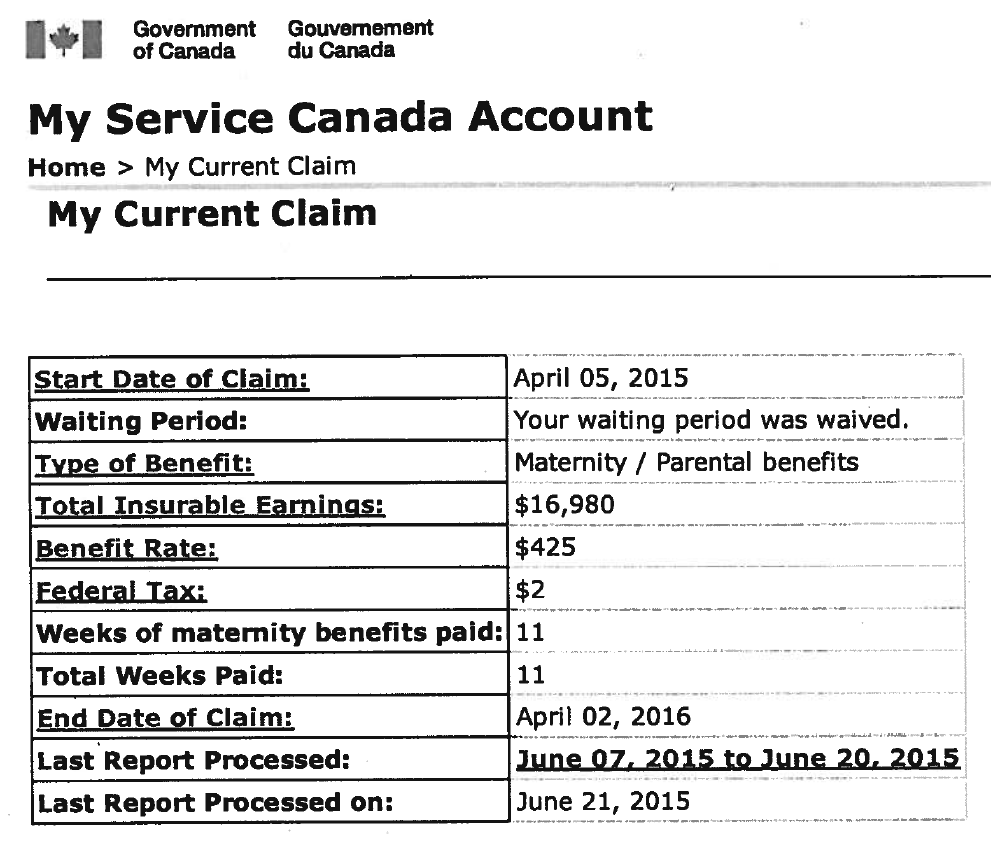 Government Gouvernement
of Canada du Canada
My Service Canada Account
Home > My Current Claim
My Current Claim
Start Date of Claim: April 05, 2015
Waiting Period: Your waiting period was waived.
Type of Benefit: Maternity / Parental benefits
Total Insurable Earnings: $16,980
Benefit Rate: $425
Federal Tax: $2
Weeks of maternity benefits paid: 11
Total Weeks Paid: 11
End Date of Claim: April 02, 2016
Last Report Processed: June 07, 2015 to June 20, 2015
Last Report Processed on: June 21, 2015